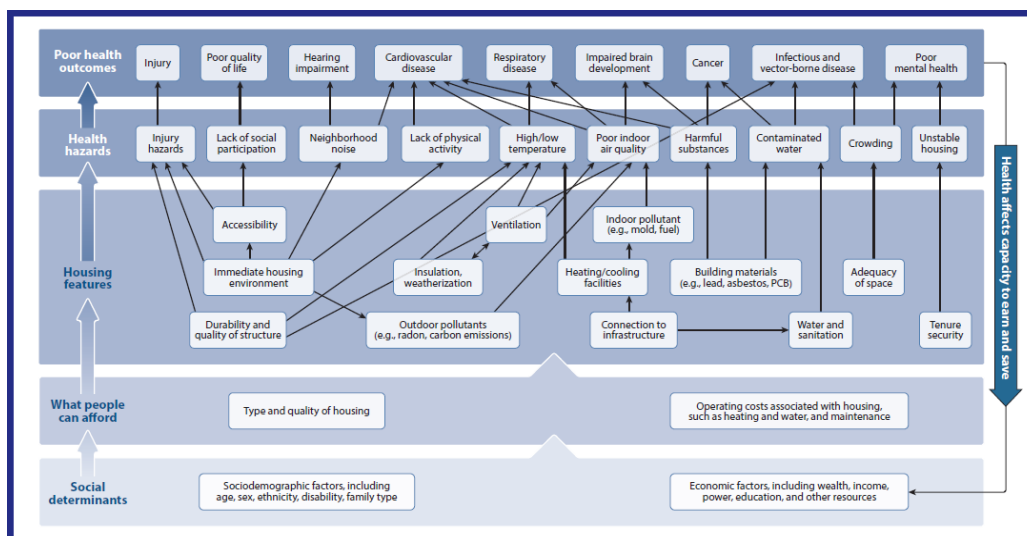 Poor health
outcomes
Injury
Poor quality
of life
Hearing
impairment
Cardiovascular
disease
Respiratory
disease
Impaired brain
development
Cancer
Infectious and
vector-borne disease
Poor
mental health
Health
hazards
Injury
hazards
Lack of social
participation
Neighborhood
noise
Lack of physical
activity
High/low
temperature
Poor indoor
air quality
Harmful
substances
Contaminated
water
Crowding
Unstable
housing
Housing
features
Accessibility
Ventilation
Indoor pollutant
(e.g., mold, fuel)
Immediate housing
environment
Insulation,
weatherization
Heating/cooling
facilities
Building materials
(e.g., lead, asbestos, PCB)
Adequacy
of space
Durability and
quality of structure
Outdoor pollutants
(e.g., radon, carbon emissions)
Connection to
infrastructure
Water and
sanitation
Tenure
security
What people
can afford
Type and quality of housing
Operating costs associated with housing,
such as heating and water, and maintenance
Social
determinants
Sociodemographic factors, including
age, sex, ethnicity, disability, family type
Economic factors, including wealth, income,
power, education, and other resources
Health affects capacity to earn and save